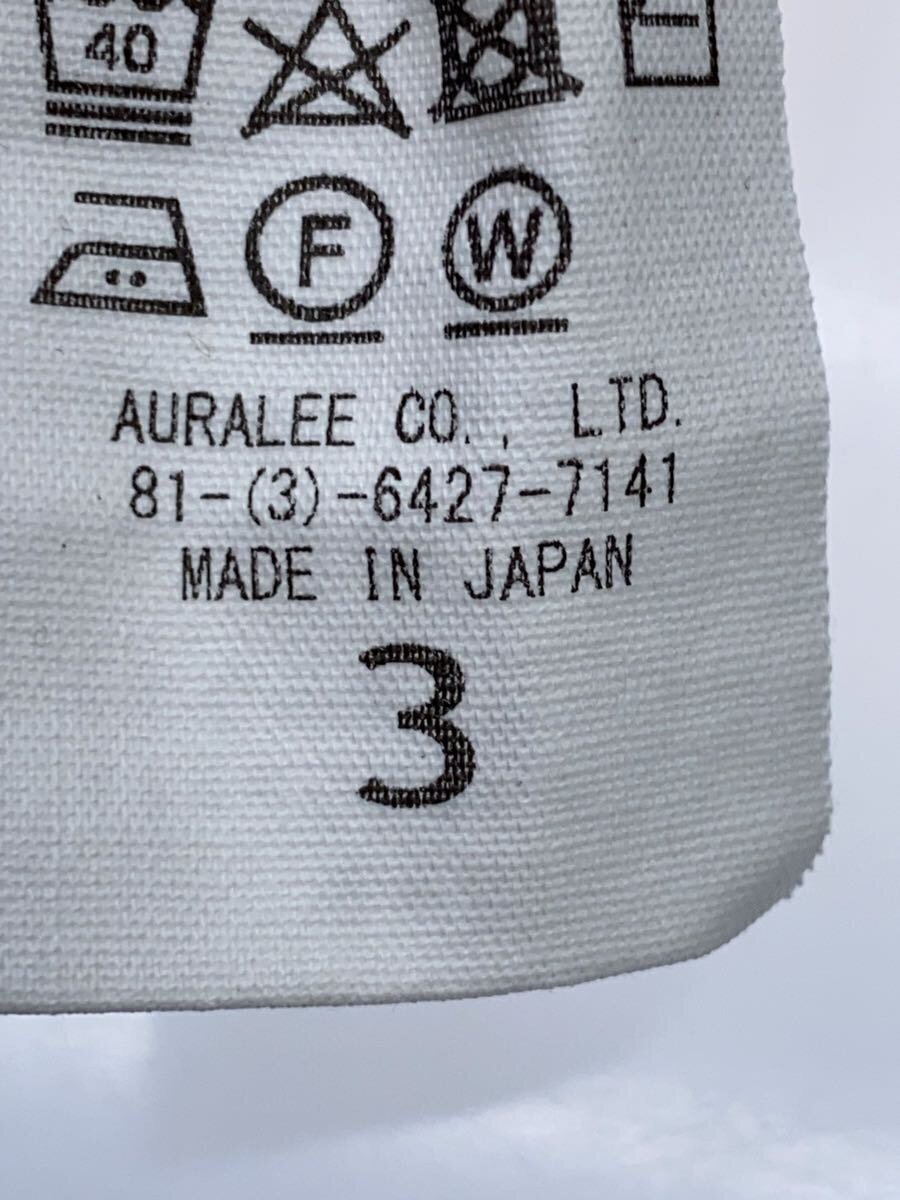 40
F W
AURALEE CO., LTD.
81-(3)-6427-7141
MADE IN JAPAN
3